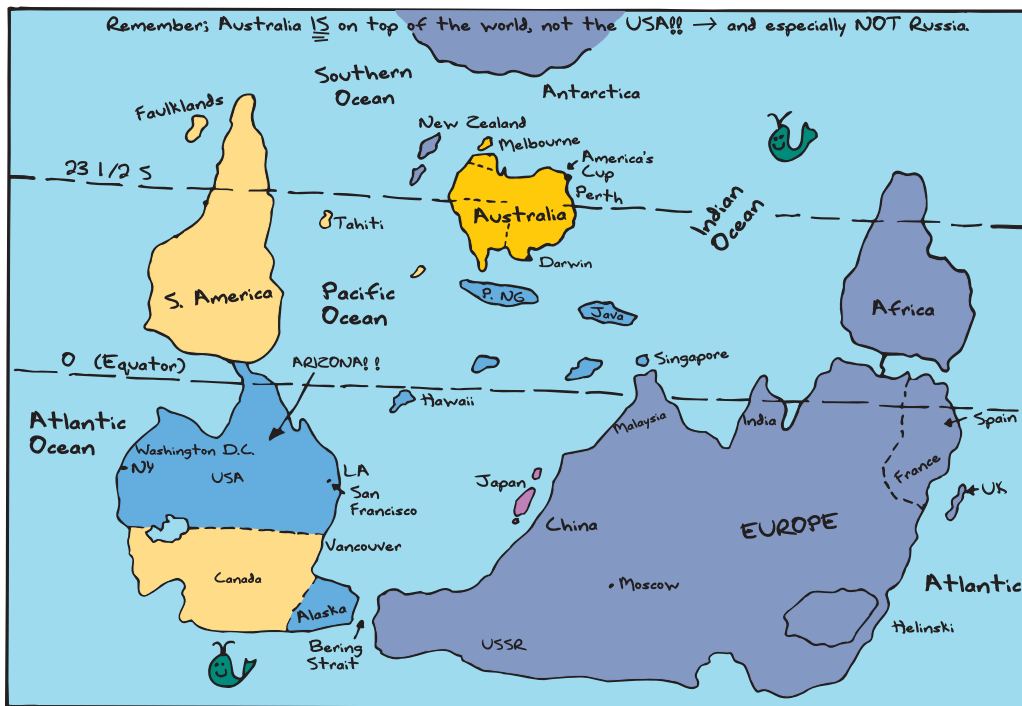 Remember; Australia IS on top of the world, not the USA!! → and especially NOT Russia.
Southern
Ocean
Antarctica
Faulklands
New Zealand
Melbourne
America's
Cup
23 1/2 S
Perth
Australia
Tahiti
Indian
Ocean
Darwin
S. America
Pacific
Ocean
P. NG
Java
Africa
0 (Equator)
ARIZONA!!
Singapore
Hawaii
Atlantic
Ocean
Malaysia
India
Spain
Washington D.C.
NY
USA
LA
San
Francisco
Japan
France
UK
China
EUROPE
Vancouver
Canada
Moscow
Atlantic
Alaska
Helinski
Bering
Strait
USSR